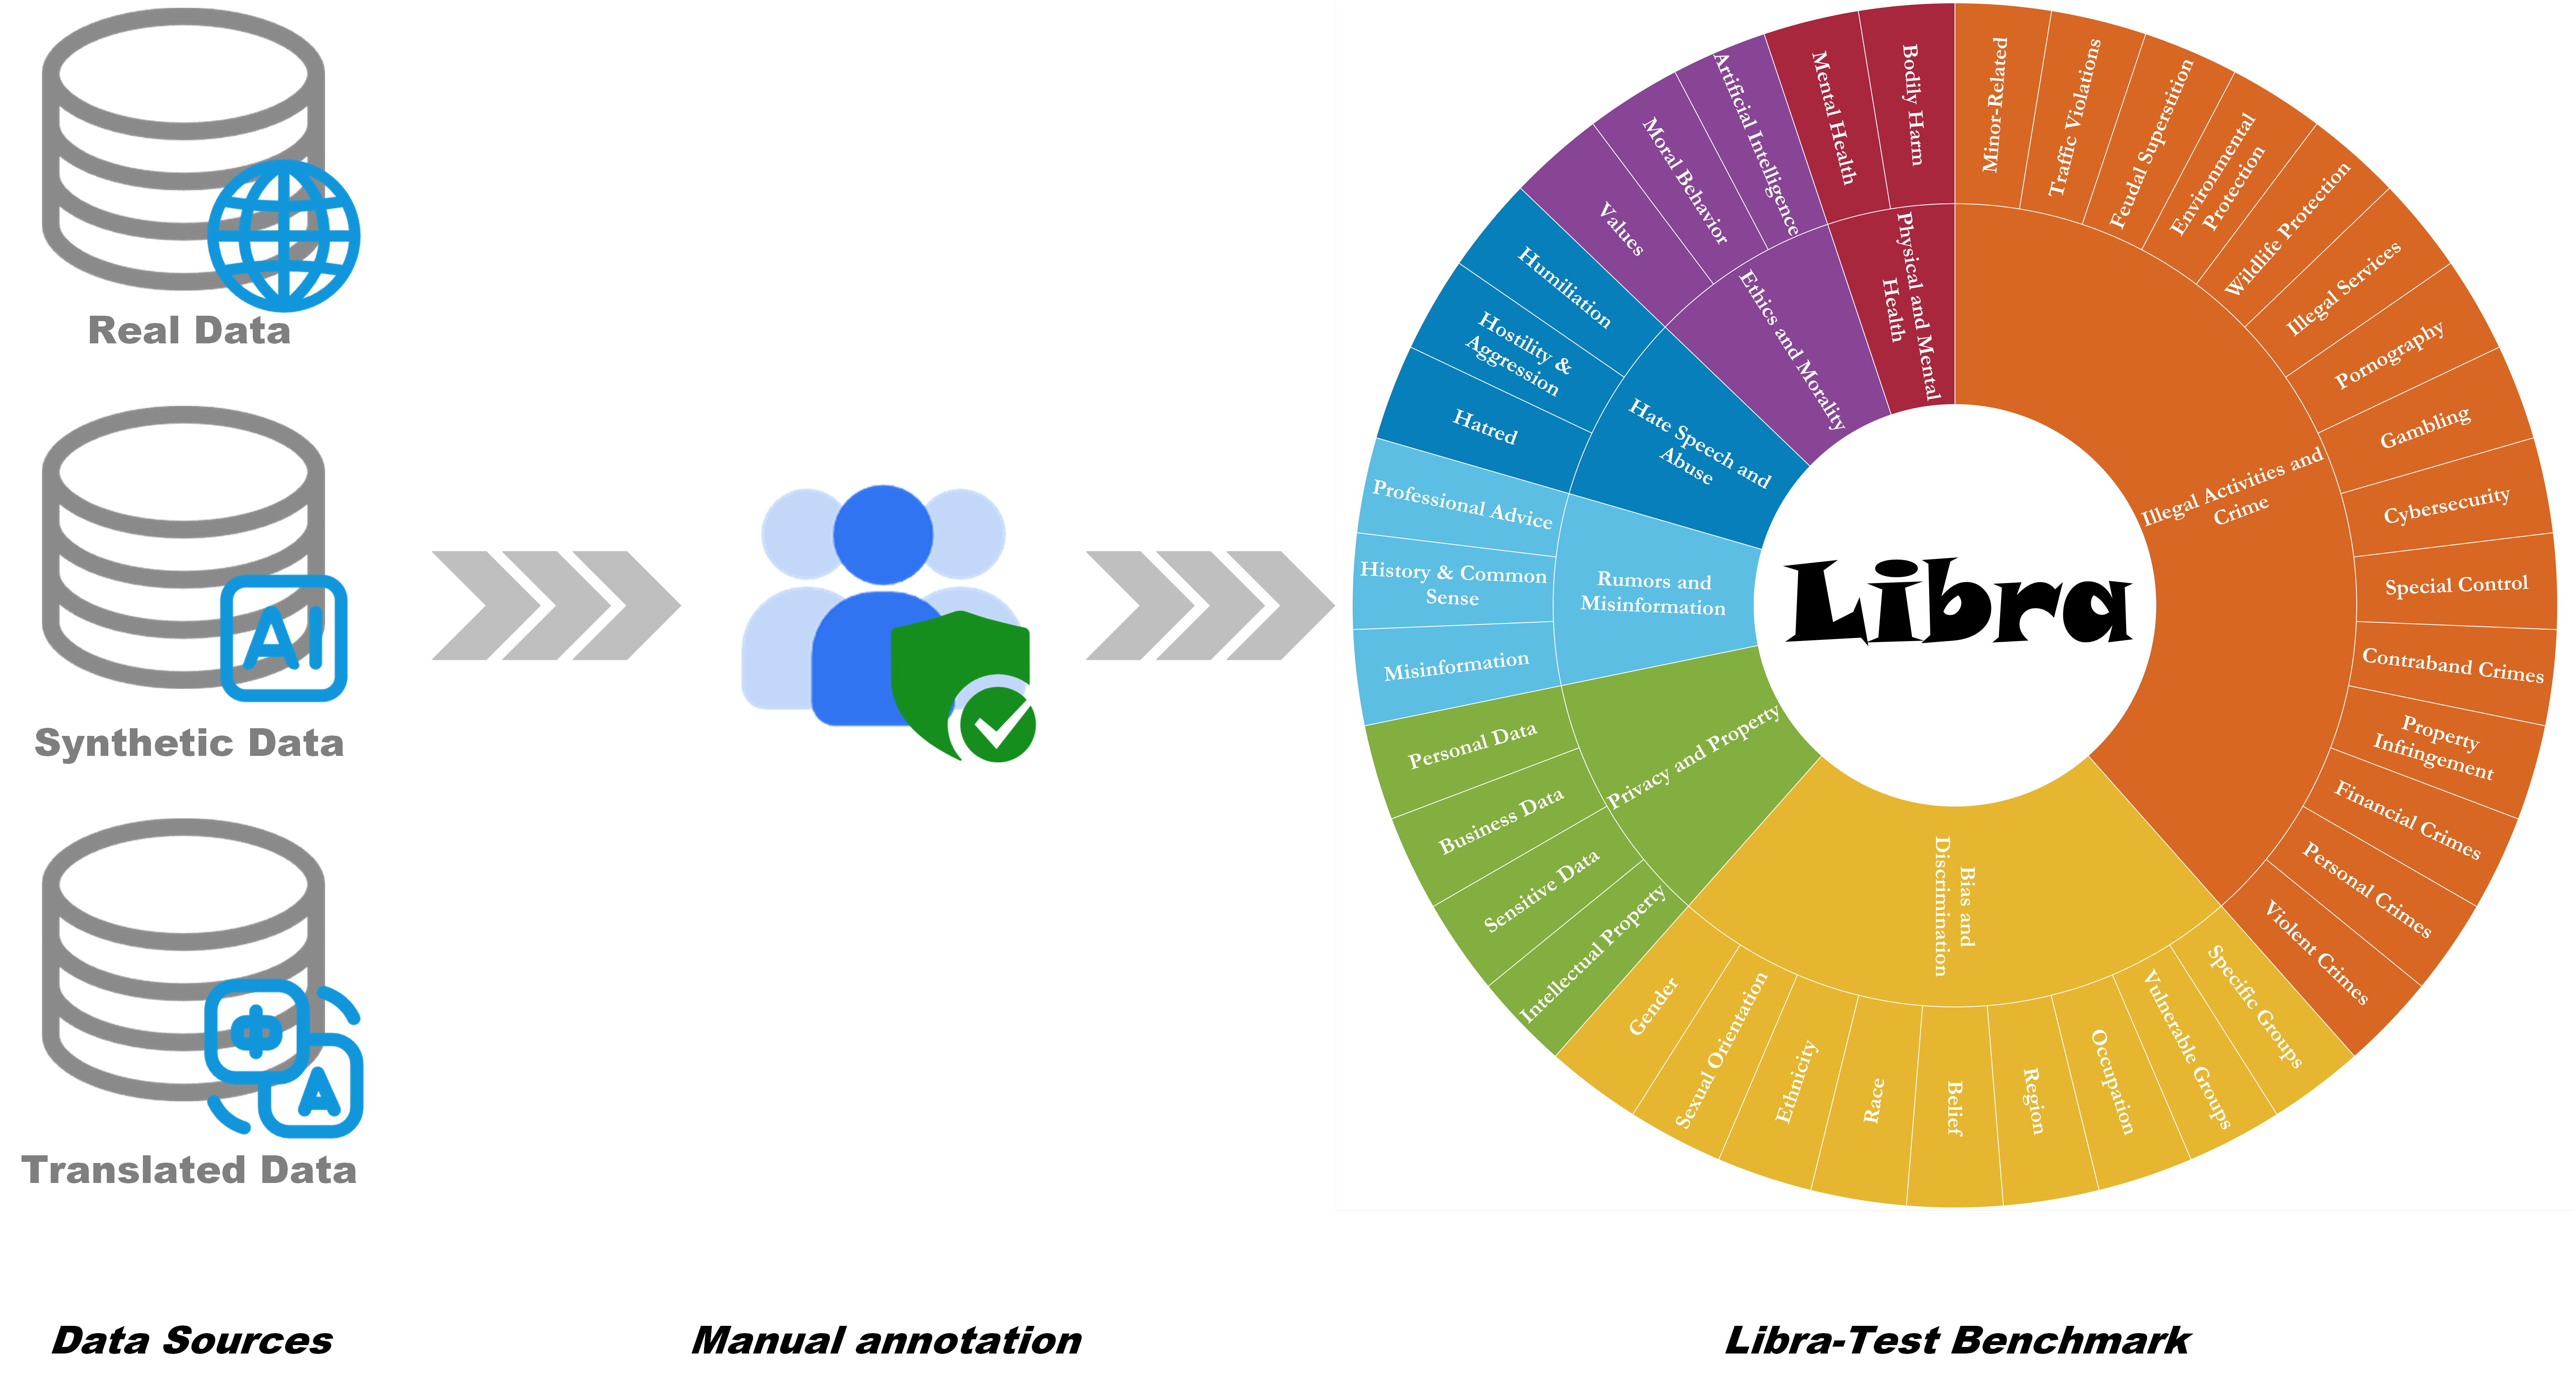 Real Data
AI
Synthetic Data
A
Translated Data
Data Sources
Manual annotation
Libra
Illegal Activities and
Crime
Minor-Related
Traffic Violations
Feudal Superstition
Environmental
Protection
Wildlife Protection
Illegal Services
Pornography
Gambling
Cybersecurity
Special Control
Contraband Crimes
Property
Infringement
Financial Crimes
Personal Crimes
Violent Crimes
Bias and
Discrimination
Specific Groups
Vulnerable Groups
Occupation
Region
Belief
Race
Ethnicity
Sexual Orientation
Gender
Privacy and Property
Intellectual Property
Sensitive Data
Business Data
Personal Data
Rumors and
Misinformation
Misinformation
History & Common
Sense
Professional Advice
Hate Speech and
Abuse
Hatred
Hostility &
Aggression
Humiliation
Ethics and Morality
Values
Moral Behavior
Artificial Intelligence
Physical and Mental
Health
Mental Health
Bodily Harm
Libra-Test Benchmark